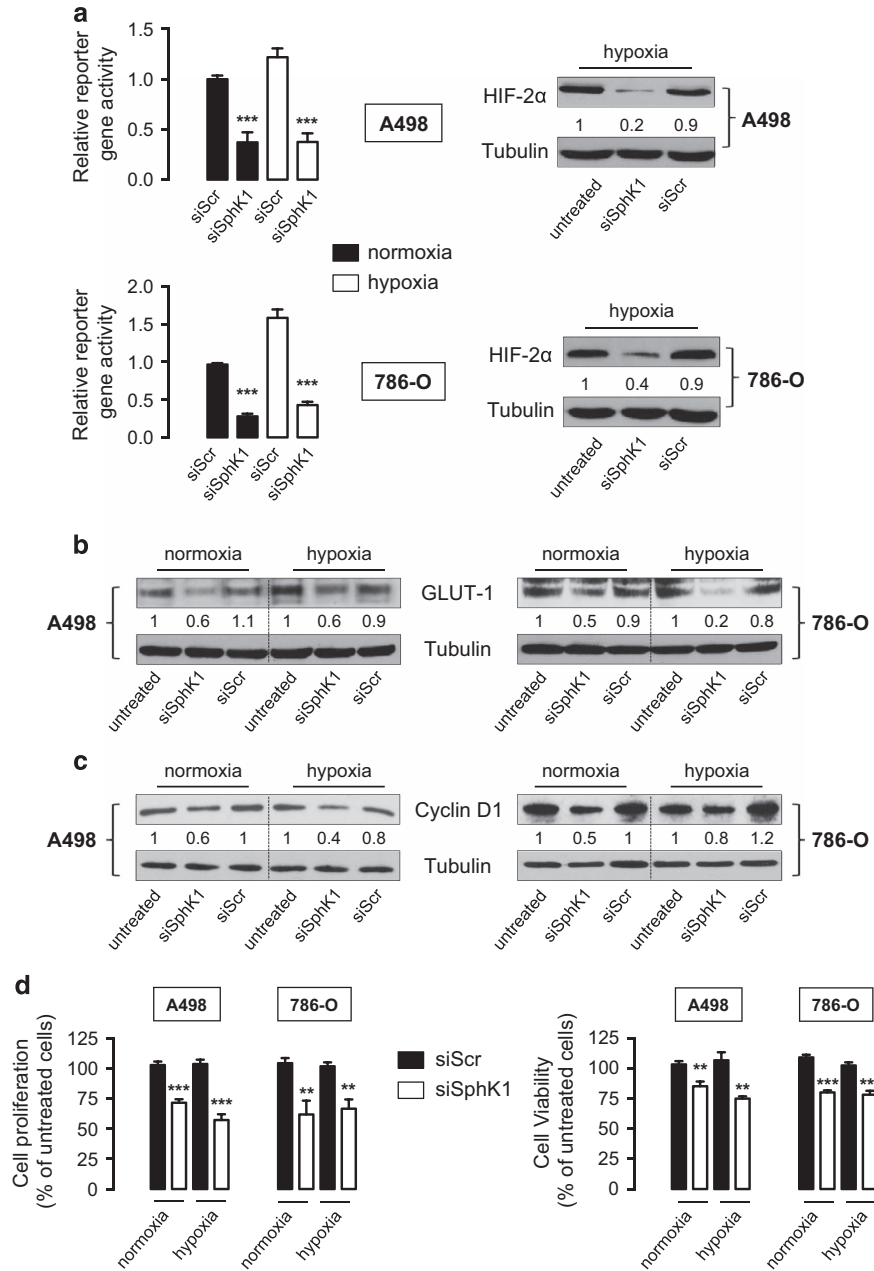 a
Relative reporter
gene activity
1.5
1.0
0.5
0.0
***
***
siScr
siSphK1
siScr
siSphK1
A498
hypoxia
HIF-2α
1 0.2 0.9
Tubulin
untreated
siSphK1
siScr
A498
normoxia
hypoxia
Relative reporter
gene activity
2.0
1.5
1.0
0.5
0.0
***
***
siScr
siSphK1
siScr
siSphK1
786-O
hypoxia
HIF-2α
1 0.4 0.9
Tubulin
untreated
siSphK1
siScr
786-O
b
normoxia hypoxia
A498
1 0.6 1.1 1 0.6 0.9
untreated
siSphK1
siScr
untreated
siSphK1
siScr
GLUT-1
Tubulin
normoxia hypoxia
1 0.5 0.9 1 0.2 0.8
786-O
untreated
siSphK1
siScr
untreated
siSphK1
siScr
c
normoxia hypoxia
A498
1 0.6 1 1 0.4 0.8
untreated
siSphK1
siScr
untreated
siSphK1
siScr
Cyclin D1
Tubulin
normoxia hypoxia
1 0.5 1 1 0.8 1.2
786-O
untreated
siSphK1
siScr
untreated
siSphK1
siScr
d
A498
786-O
Cell proliferation
(% of untreated cells)
125
100
75
50
25
0
***
***
**
**
normoxia
hypoxia
normoxia
hypoxia
siScr
siSphK1
A498
786-O
Cell Viability
(% of untreated cells)
125
100
75
50
25
0
**
**
***
**
normoxia
hypoxia
normoxia
hypoxia